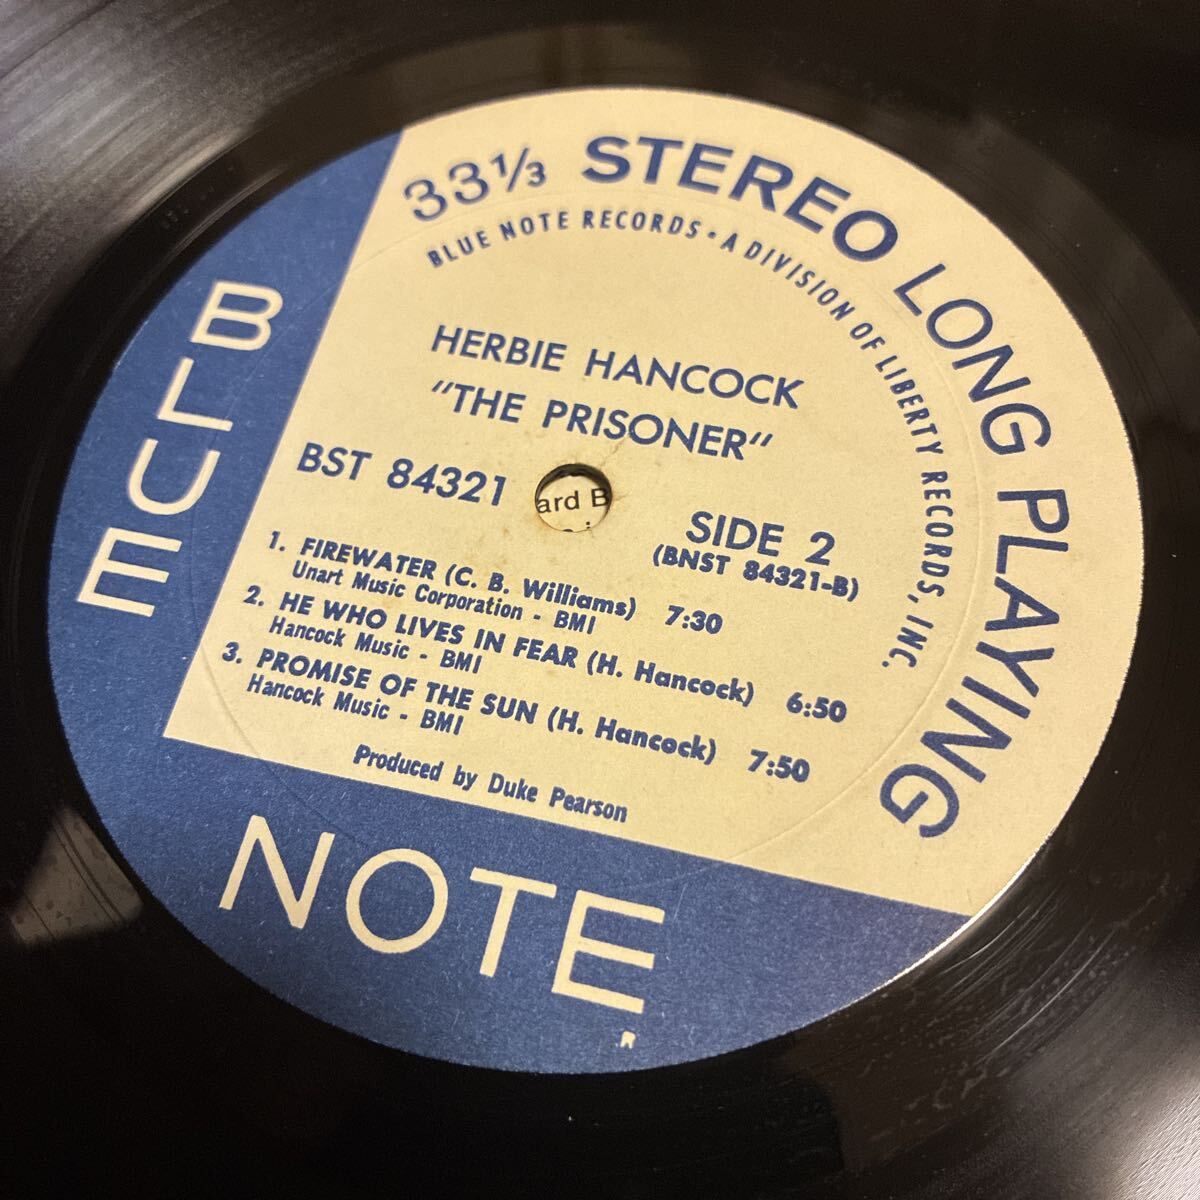 33 1/3 STEREO LONG PLAYING
BLUE NOTE RECORDS • A DIVISION OF LIBERTY RECORDS, INC.
HERBIE HANCOCK
"THE PRISONER"
BST 84321
ard B
SIDE 2
(BNST 84321-B)
1. FIREWATER (C. B. Williams) 7:30
Unart Music Corporation - BMI
2. HE WHO LIVES IN FEAR (H. Hancock) 6:50
Hancock Music - BMI
3. PROMISE OF THE SUN (H. Hancock) 7:50
Hancock Music - BMI
Produced by Duke Pearson
BLUE
NOTE
R